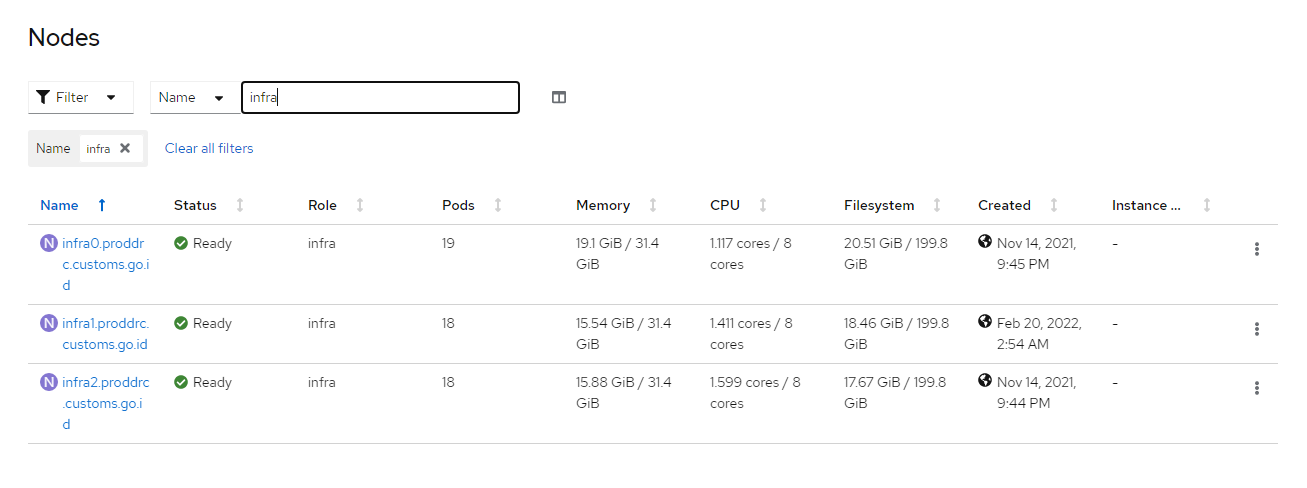 Nodes
Filter Name infra
Name infra Clear all filters
Name Status Role Pods Memory CPU Filesystem Created Instance ...
N infra0.proddr Ready infra 19 19.1 GiB / 31.4 1.117 cores / 8 20.51 GiB / 199.8 Nov 14, 2021, -
c.customs.go.i GiB cores GiB 9:45 PM
d
N infra1.proddrc. Ready infra 18 15.54 GiB / 31.4 1.411 cores / 8 18.46 GiB / 199.8 Feb 20, 2022, -
customs.go.id GiB cores GiB 2:54 AM
N infra2.proddrc Ready infra 18 15.88 GiB / 31.4 1.599 cores / 8 17.67 GiB / 199.8 Nov 14, 2021, -
.customs.go.i GiB cores GiB 9:44 PM
d